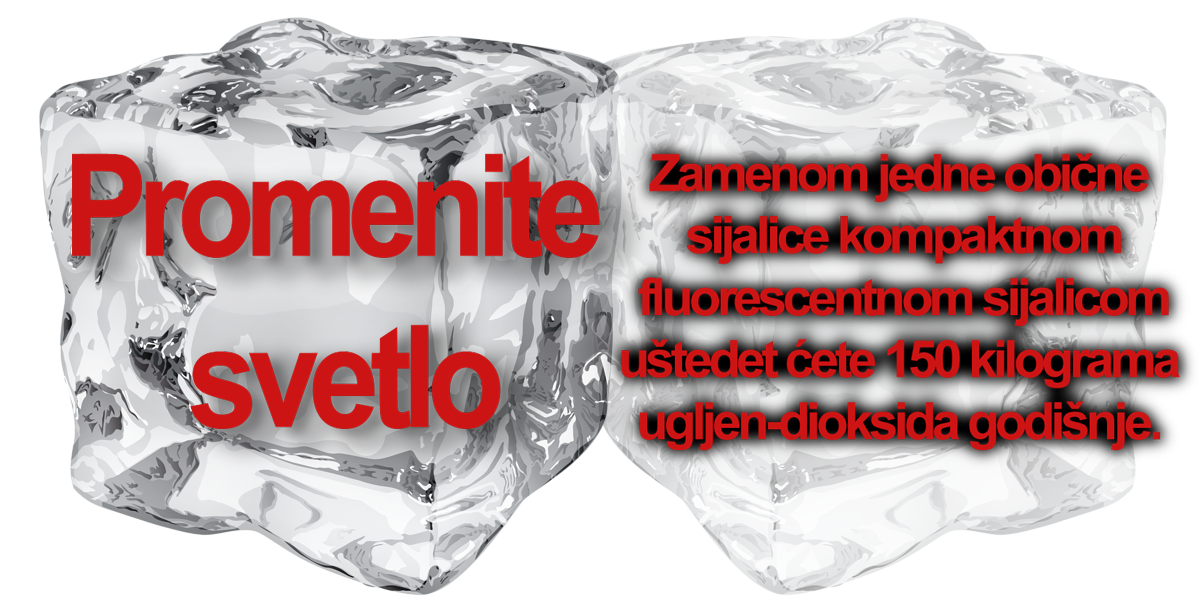 Promenite
svetlo
Zamenom jedne obične
sijalice kompaktnom
fluorescentnom sijalicom
uštedet ćete 150 kilograma
ugljen-dioksida godišnje.